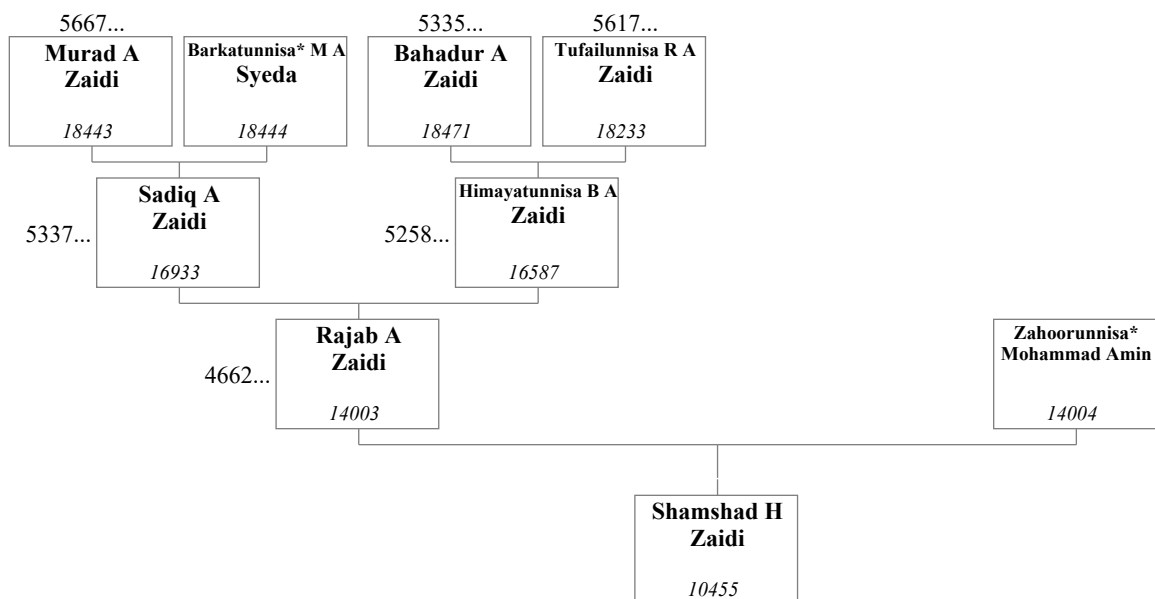 5667...
5335...
5617...
Murad A
Zaidi
18443
Barkatunnisa* M A
Syeda
18444
Bahadur A
Zaidi
18471
Tufailunnisa R A
Zaidi
18233
5337...
Sadiq A
Zaidi
16933
5258...
Himayatunnisa B A
Zaidi
16587
4662...
Rajab A
Zaidi
14003
Zahoorunnisa*
Mohammad Amin
14004
Shamshad H
Zaidi
10455